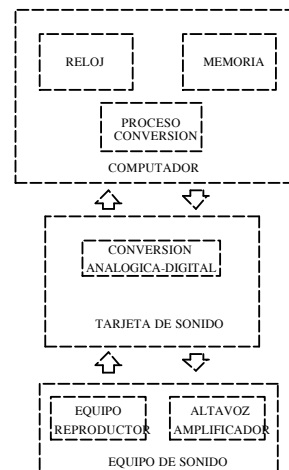 RELOJ
MEMORIA
PROCESO
CONVERSION
COMPUTADOR
CONVERSION
ANALOGICA-DIGITAL
TARJETA DE SONIDO
EQUIPO
REPRODUCTOR
ALTAVOZ
AMPLIFICADOR
EQUIPO DE SONIDO